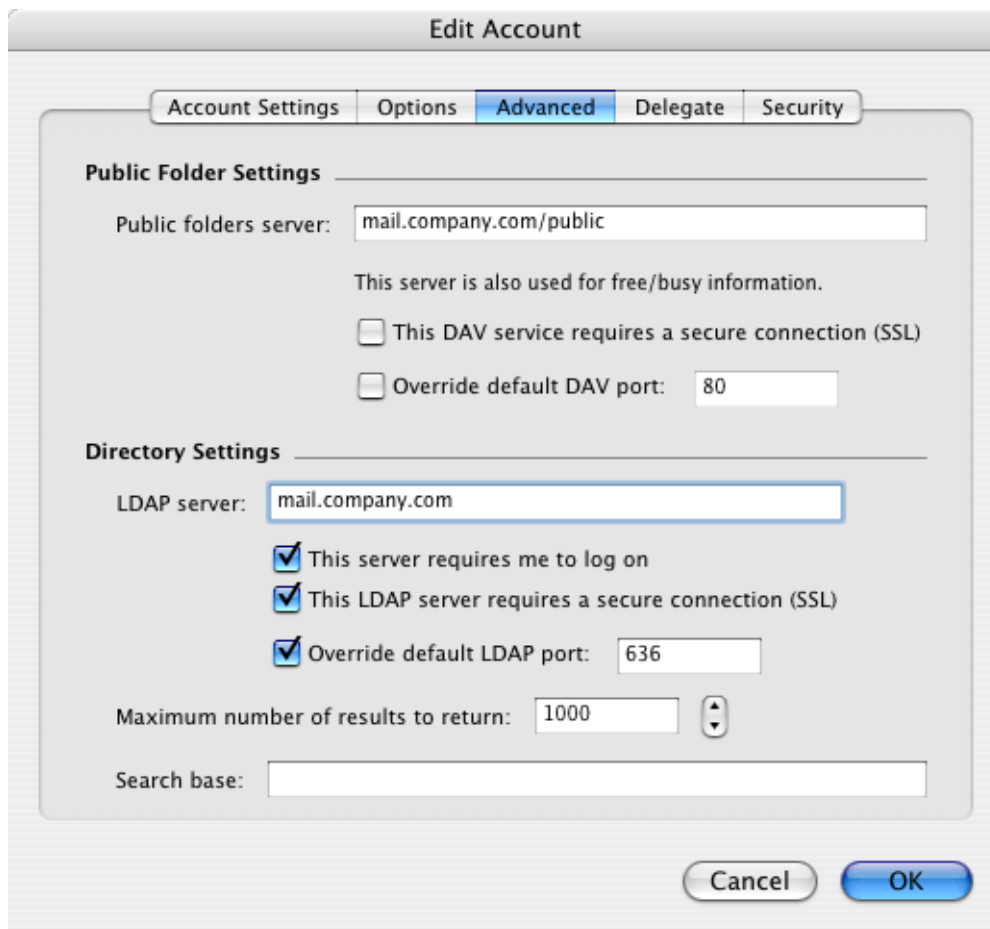 Edit Account
Account Settings Options Advanced Delegate Security
Public Folder Settings
Public folders server: mail.company.com/public
This server is also used for free/busy information.
This DAV service requires a secure connection (SSL)
Override default DAV port: 80
Directory Settings
LDAP server: mail.company.com
This server requires me to log on
This LDAP server requires a secure connection (SSL)
Override default LDAP port: 636
Maximum number of results to return: 1000
Search base:
Cancel OK